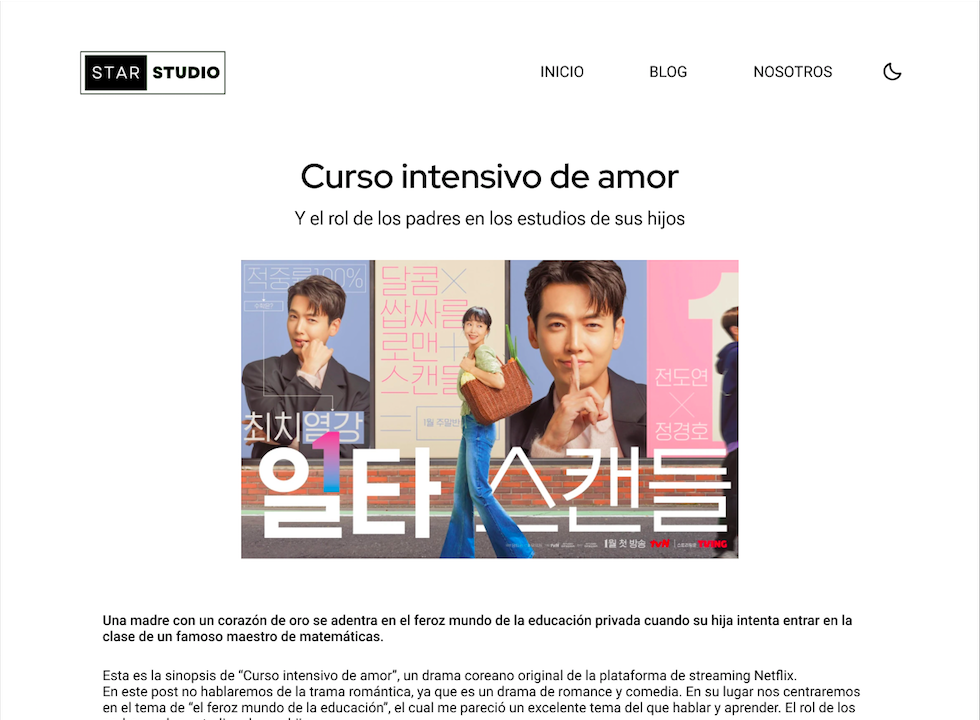 STAR STUDIO
INICIO BLOG NOSOTROS
Curso intensivo de amor
Y el rol de los padres en los estudios de sus hijos
적중률100%
달콤×
쌉싸름
로맨+
스캔들
=
1월 주말밤
전도연
×
정경호
최치열강
1
일타 스캔들
1월 첫 방송 tvN | 스트리밍은 TVING
Una madre con un corazón de oro se adentra en el feroz mundo de la educación privada cuando su hija intenta entrar en la
clase de un famoso maestro de matemáticas.
Esta es la sinopsis de “Curso intensivo de amor”, un drama coreano original de la plataforma de streaming Netflix.
En este post no hablaremos de la trama romántica, ya que es un drama de romance y comedia. En su lugar nos centraremos
en el tema de “el feroz mundo de la educación”, el cual me pareció un excelente tema del que hablar y aprender. El rol de los